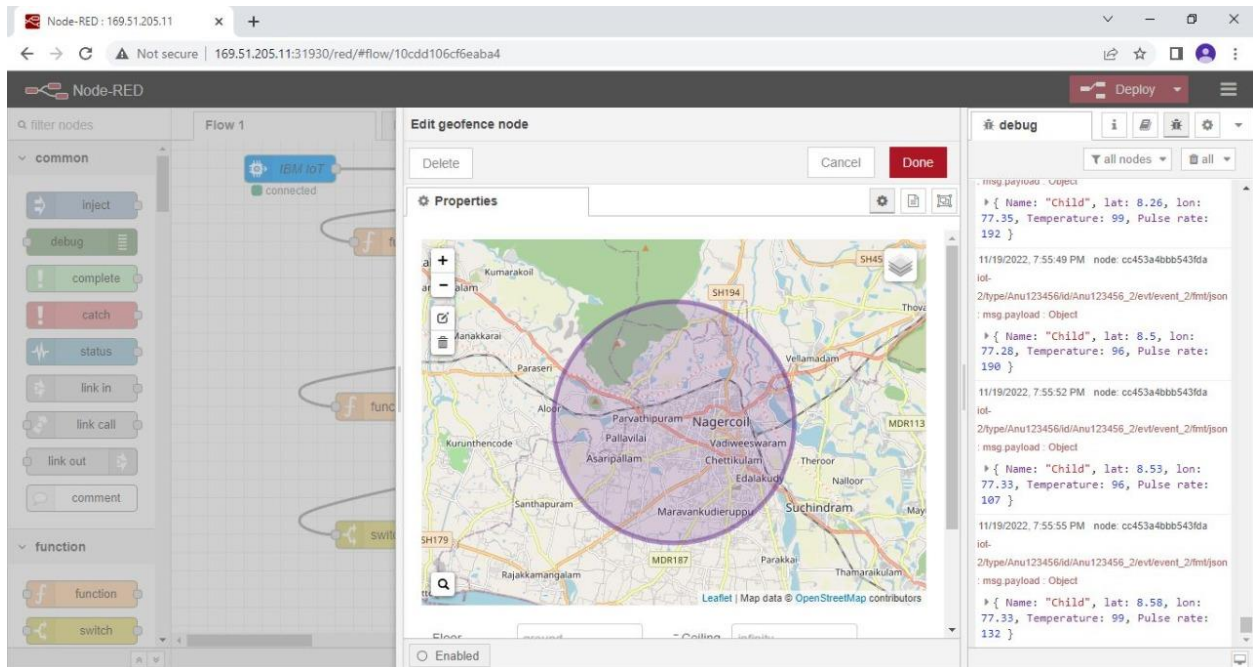 Node-RED : 169.51.205.11
Not secure
169.51.205.11:31930/red/#flow/10cdd106cf6eaba4
Node-RED
Deploy
filter nodes
common
inject
debug
complete
catch
status
link in
link call
link out
comment
function
function
switch
Flow 1
IBM IoT
connected
func
switc
Edit geofence node
Delete
Cancel
Done
Properties
Kumarakoil
SH45
SH194
Thova
Manakkarai
Vellamadam
Paraseri
Aloor
Parvathipuram
Nagercoil
MDR113
Pallavilai
Vadiweeswaram
Kurunthencode
Asaripallam
Chettikulam
Theroor
Edalakudy
Nalloor
Santhapuram
Maravankudieruppu
Suchindram
May
SH179
MDR187
Parakkai
Rajakkamangalam
Thamaraikulam
Leaflet | Map data © OpenStreetMap contributors
Floor
ground
Ceiling
infinity
Enabled
debug
all nodes
all
: msg.payload : Object
{ Name: "Child", lat: 8.26, lon:
77.35, Temperature: 99, Pulse rate:
192 }
11/19/2022, 7:55:49 PM node: cc453a4bbb543fda
iot-
2/type/Anu123456/id/Anu123456_2/evt/event_2/fmt/json
: msg.payload : Object
{ Name: "Child", lat: 8.5, lon:
77.28, Temperature: 96, Pulse rate:
190 }
11/19/2022, 7:55:52 PM node: cc453a4bbb543fda
iot-
2/type/Anu123456/id/Anu123456_2/evt/event_2/fmt/json
: msg.payload : Object
{ Name: "Child", lat: 8.53, lon:
77.33, Temperature: 96, Pulse rate:
107 }
11/19/2022, 7:55:55 PM node: cc453a4bbb543fda
iot-
2/type/Anu123456/id/Anu123456_2/evt/event_2/fmt/json
: msg.payload : Object
{ Name: "Child", lat: 8.58, lon:
77.33, Temperature: 99, Pulse rate:
132 }